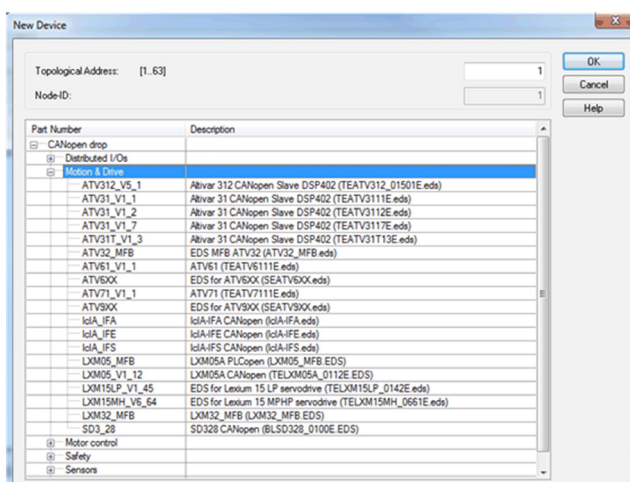 New Device
Topological Address: [1..63] 1
Node-ID: 1
OK
Cancel
Help
Part Number Description
CANopen drop
Distributed I/Os
Motion & Drive
ATV312_V5_1 Altivar 312 CANopen Slave DSP402 (TEATV312_01501E.eds)
ATV31_V1_1 Altivar 31 CANopen Slave DSP402 (TEATV3111E.eds)
ATV31_V1_2 Altivar 31 CANopen Slave DSP402 (TEATV3112E.eds)
ATV31_V1_7 Altivar 31 CANopen Slave DSP402 (TEATV3117E.eds)
ATV31T_V1_3 Altivar 31 CANopen Slave DSP402 (TEATV31T13E.eds)
ATV32_MFB EDS MFB ATV32 (ATV32_MFB.eds)
ATV61_V1_1 ATV61 (TEATV6111E.eds)
ATV6XX EDS for ATV6XX (SEATV6XX.eds)
ATV71_V1_1 ATV71 (TEATV7111E.eds)
ATV9XX EDS for ATV9XX (SEATV9XX.eds)
IclA_IFA IclA-IFA CANopen (IclA-IFA.eds)
IclA_IFE IclA-IFE CANopen (IclA-IFE.eds)
IclA_IFS IclA-IFS CANopen (IclA-IFS.eds)
LXM05_MFB LXM05A PLCopen (LXM05_MFB.EDS)
LXM05_V1_12 LXM05A CANopen (TELXM05A_0112E.EDS)
LXM15LP_V1_45 EDS for Lexium 15 LP servodrive (TELXM15LP_0142E.eds)
LXM15MH_V6_64 EDS for Lexium 15 MPHP servodrive (TELXM15MH_0661E.eds)
LXM32_MFB LXM32_MFB (LXM32_MFB.EDS)
SD3_28 SD328 CANopen (BLSD328_0100E.EDS)
Motor control
Safety
Sensors